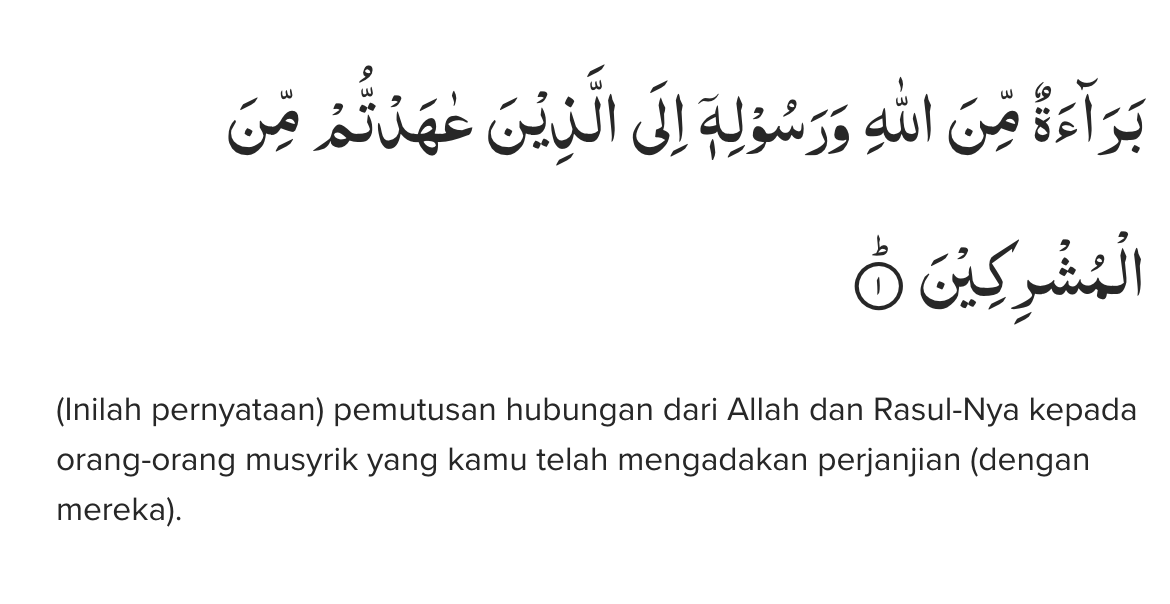 بَرَاۤءَةٌ مِّنَ اللّٰهِ وَرَسُوْلِهٖٓ اِلَى الَّذِيْنَ عٰهَدْتُّمْ مِّنَ
الْمُشْرِكِيْنَۗ ١
(Inilah pernyataan) pemutusan hubungan dari Allah dan Rasul-Nya kepada
orang-orang musyrik yang kamu telah mengadakan perjanjian (dengan
mereka).